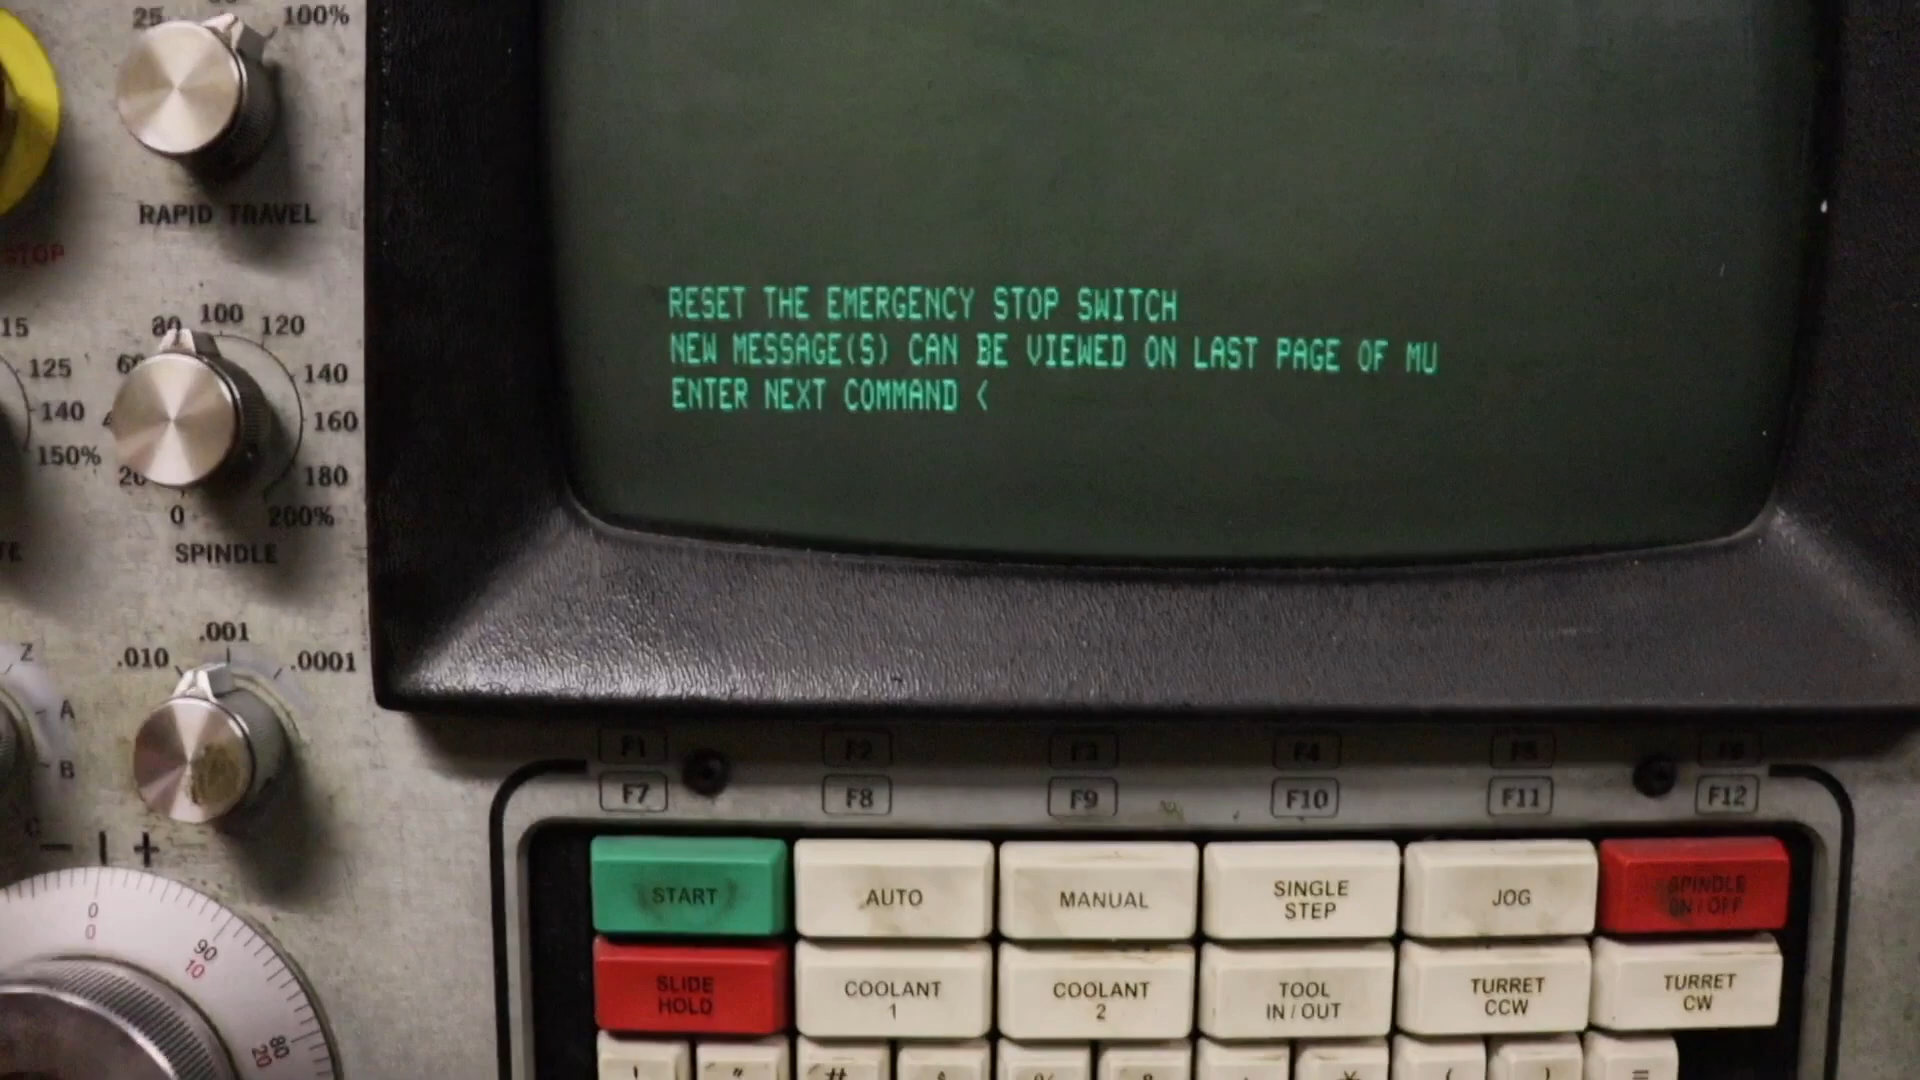 25 100%
RAPID TRAVEL
STOP
RESET THE EMERGENCY STOP SWITCH
NEW MESSAGE(S) CAN BE VIEWED ON LAST PAGE OF MU
ENTER NEXT COMMAND <
15
125
140
150%
0
20
60
80
100
120
140
160
180
200%
SPINDLE
.010
.001
.0001
Z
A
B
C
- | +
0
0
90
10
80
20
F1 F2 F3 F4 F5 F6
F7 F8 F9 F10 F11 F12
START
AUTO
MANUAL
SINGLE
STEP
JOG
SPINDLE
ON/OFF
SLIDE
HOLD
COOLANT
1
COOLANT
2
TOOL
IN/OUT
TURRET
CCW
TURRET
CW
! " #
( ) =